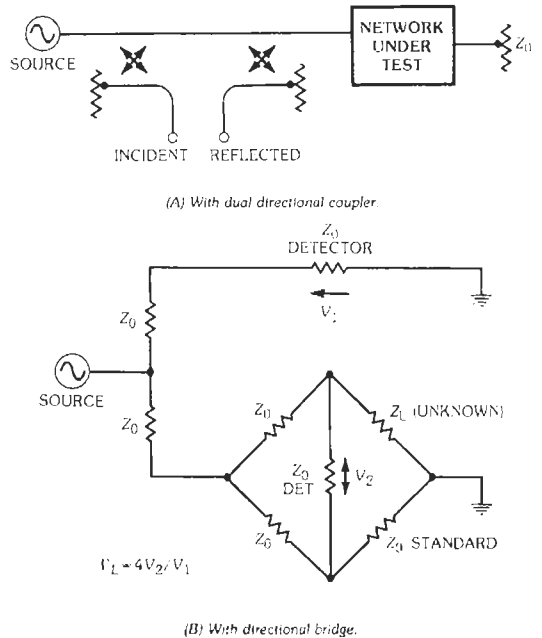 SOURCE
NETWORK
UNDER
TEST
Z0
INCIDENT REFLECTED
(A) With dual directional coupler.
Z0
DETECTOR
V1
Z0
SOURCE
Z0
Z0
ZL (UNKNOWN)
Z0
DET
V2
Z0
Z0 STANDARD
ΓL = 4V2/V1
(B) With directional bridge.